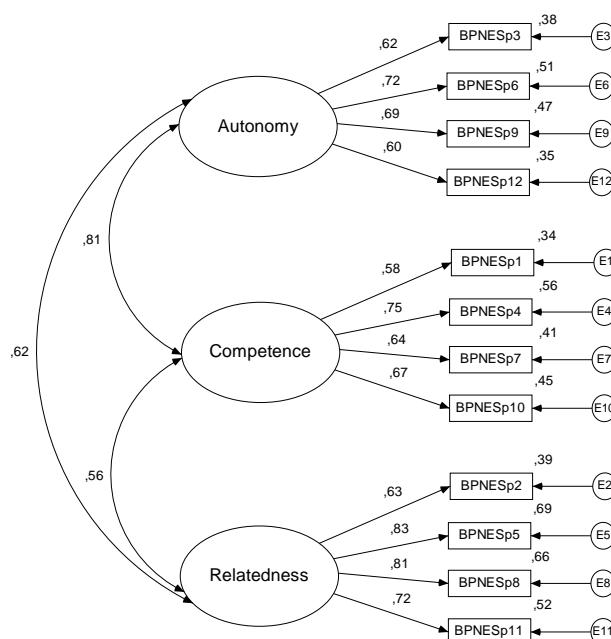 ,38
,62 BPNESp3 E3
,51
,72 BPNESp6 E6
,47
,69 BPNESp9 E9
Autonomy
,35
,60 BPNESp12 E12
,81
,34
,58 BPNESp1 E1
,56
,75 BPNESp4 E4
,41
,64 BPNESp7 E7
Competence
,62
,45
,67 BPNESp10 E10
,56
,39
,63 BPNESp2 E2
,69
,83 BPNESp5 E5
,66
,81 BPNESp8 E8
Relatedness
,52
,72 BPNESp11 E11